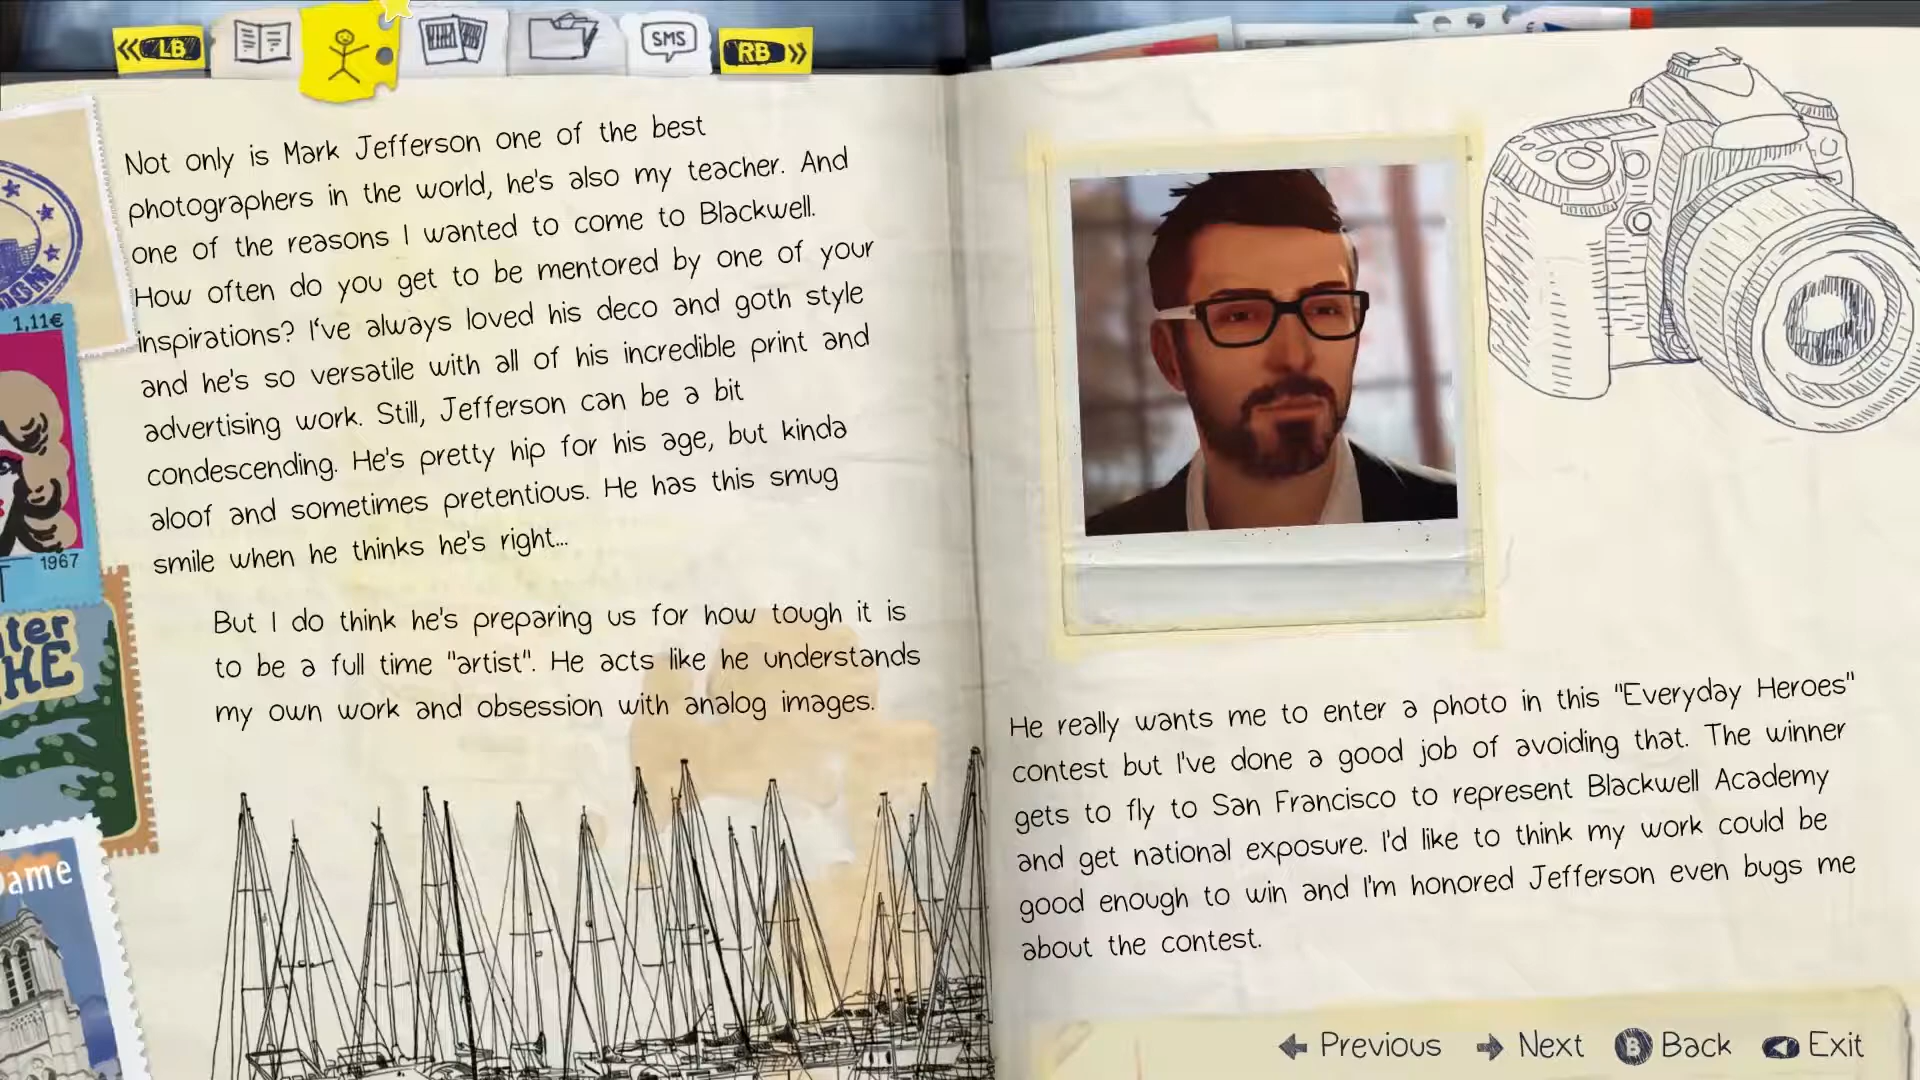 LB
SMS
RB
Not only is Mark Jefferson one of the best
photographers in the world, he's also my teacher. And
one of the reasons I wanted to come to Blackwell.
How often do you get to be mentored by one of your
inspirations? I've always loved his deco and goth style
and he's so versatile with all of his incredible print and
advertising work. Still, Jefferson can be a bit
condescending. He's pretty hip for his age, but kinda
aloof and sometimes pretentious. He has this smug
smile when he thinks he's right...
But I do think he's preparing us for how tough it is
to be a full time "artist". He acts like he understands
my own work and obsession with analog images.
1,11€
1967
He really wants me to enter a photo in this "Everyday Heroes"
contest but I've done a good job of avoiding that. The winner
gets to fly to San Francisco to represent Blackwell Academy
and get national exposure. I'd like to think my work could be
good enough to win and I'm honored Jefferson even bugs me
about the contest.
Previous Next B Back Exit